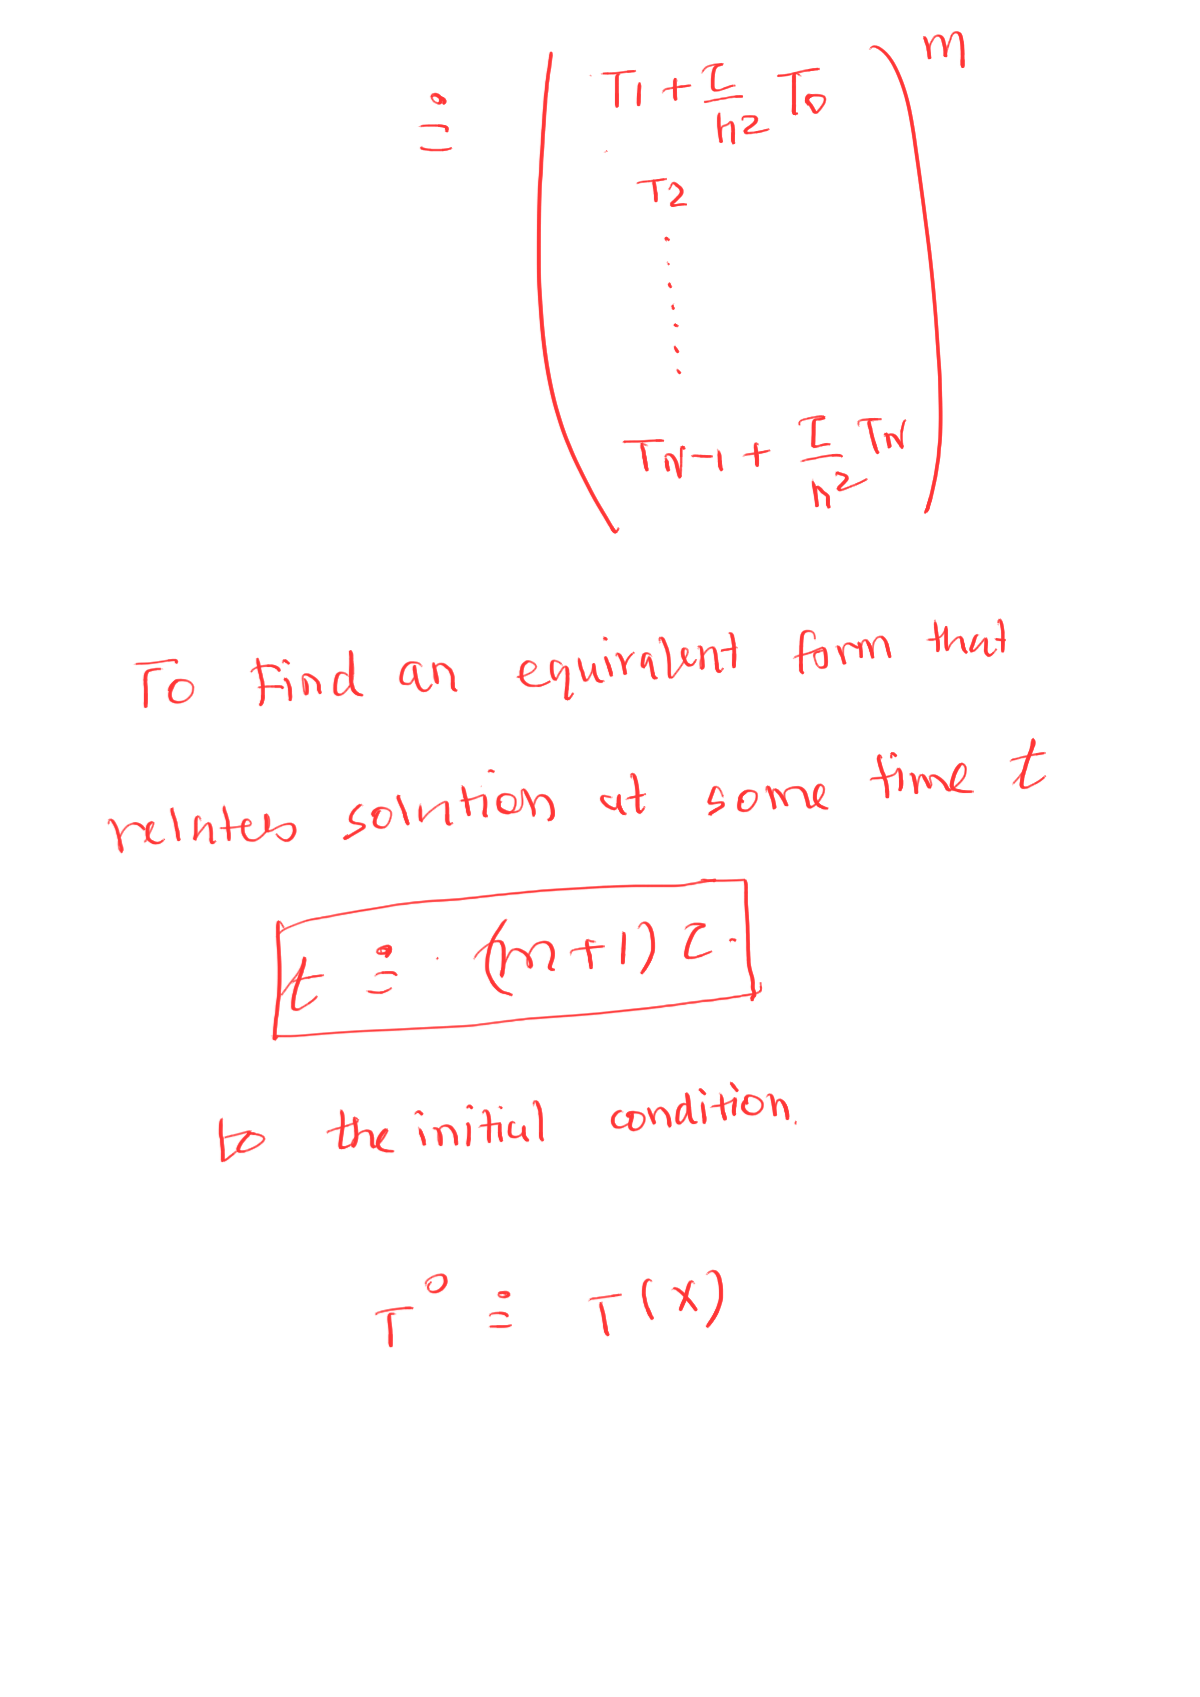 ≐ ( T1 + τ/h2 T0 ) m
T2
⋮
TN-1 + τ/h2 TN
To Find an equivalent form that
relates solution at some time t
t ≐ (m+1) τ.
to the initial condition.
T0 ≐ T(x)